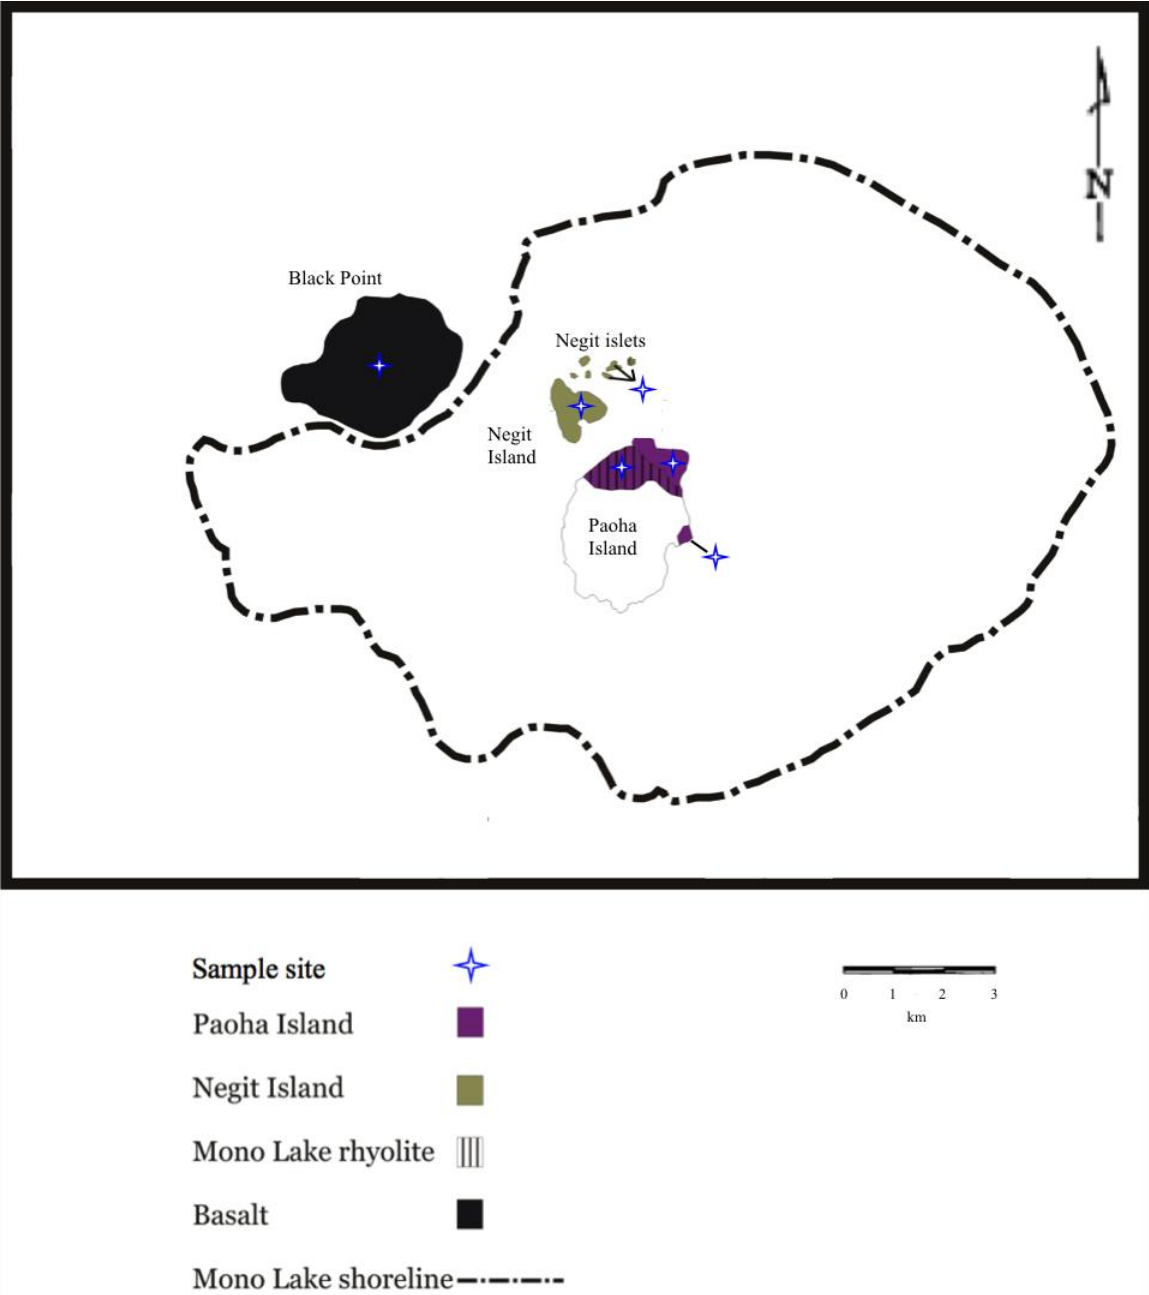 N
Black Point
Negit islets
Negit
Island
Paoha
Island
Sample site
Paoha Island
Negit Island
Mono Lake rhyolite
Basalt
Mono Lake shoreline
0 1 2 3
km